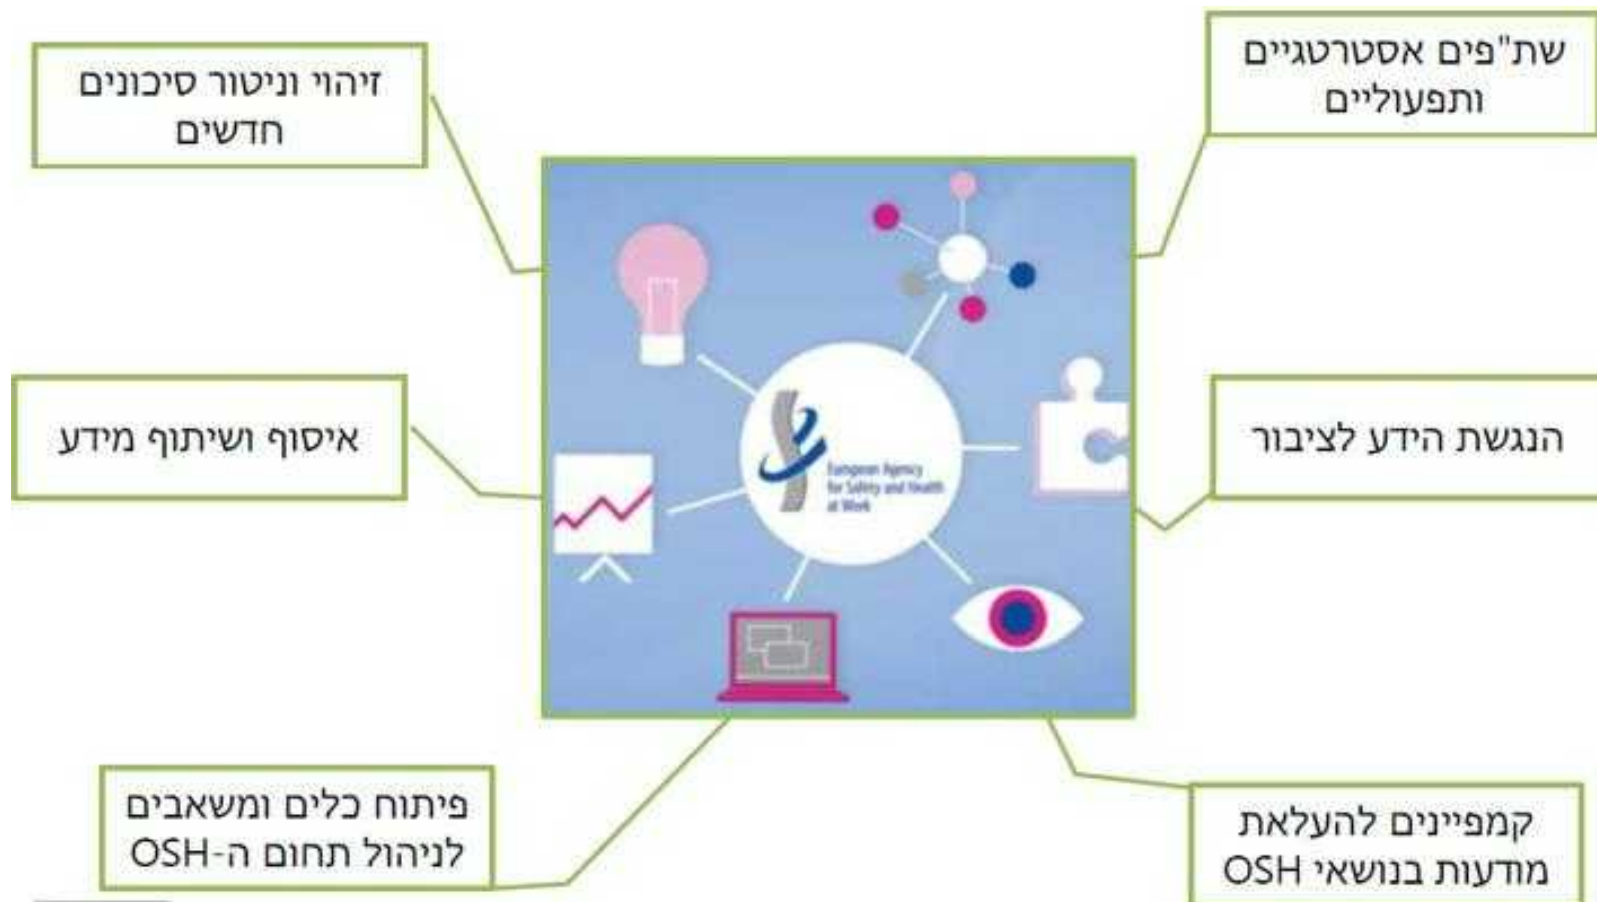 שת"פים אסטרטגיים
ותפעוליים
זיהוי וניטור סיכונים
חדשים
הנגשת הידע לציבור
איסוף ושיתוף מידע
European Agency
for Safety and Health
at Work
קמפיינים להעלאת
מודעות בנושאי OSH
פיתוח כלים ומשאבים
לניהול תחום ה-OSH